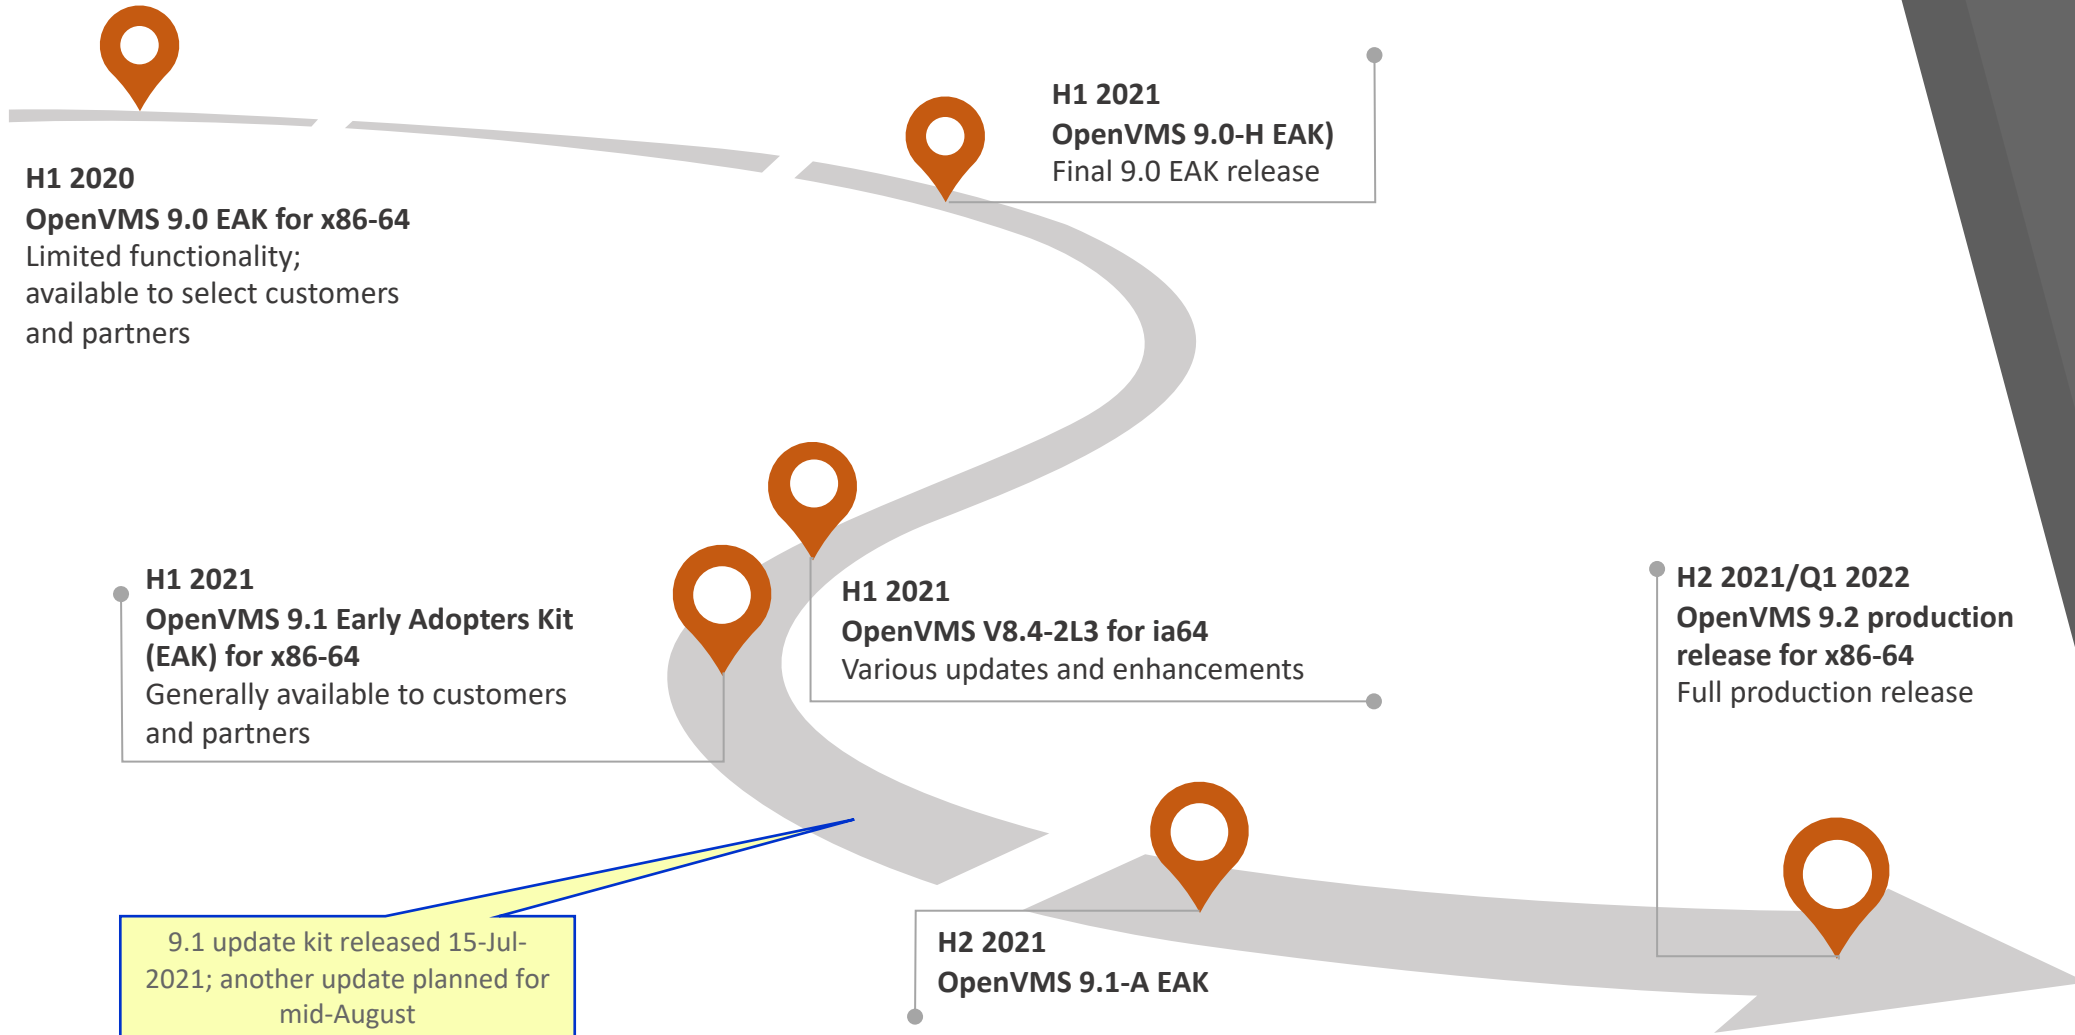 H1 2020
OpenVMS 9.0 EAK for x86-64
Limited functionality;
available to select customers
and partners
H1 2021
OpenVMS 9.0-H EAK)
Final 9.0 EAK release
H1 2021
OpenVMS V8.4-2L3 for ia64
Various updates and enhancements
H1 2021
OpenVMS 9.1 Early Adopters Kit
(EAK) for x86-64
Generally available to customers
and partners
9.1 update kit released 15-Jul-
2021; another update planned for
mid-August
H2 2021
OpenVMS 9.1-A EAK
H2 2021/Q1 2022
OpenVMS 9.2 production
release for x86-64
Full production release